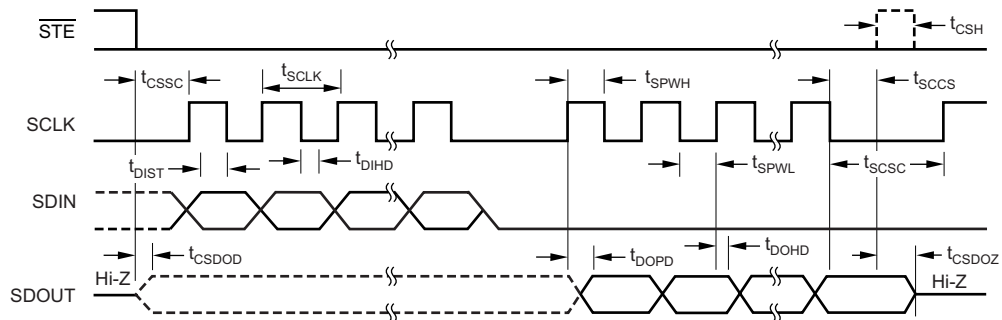 STE
tCSH
tCSSC
tSCLK
tSPWH
tSCCS
SCLK
tDIST
tDIHD
tSPWL
tSCSC
SDIN
tCSDOD
tDOPD
tDOHD
tCSDOZ
Hi-Z
Hi-Z
SDOUT